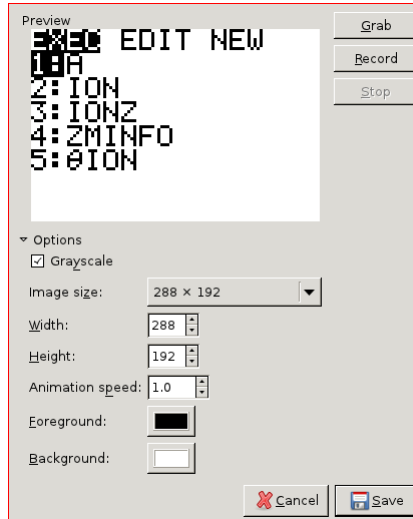 Preview
Grab
EXEC EDIT NEW
1:A
Record
2:ION
Stop
3:IONZ
4:ZMINFO
5:θION
Options
Grayscale
Image size: 288 × 192
Width: 288
Height: 192
Animation speed: 1.0
Foreground:
Background:
Cancel Save